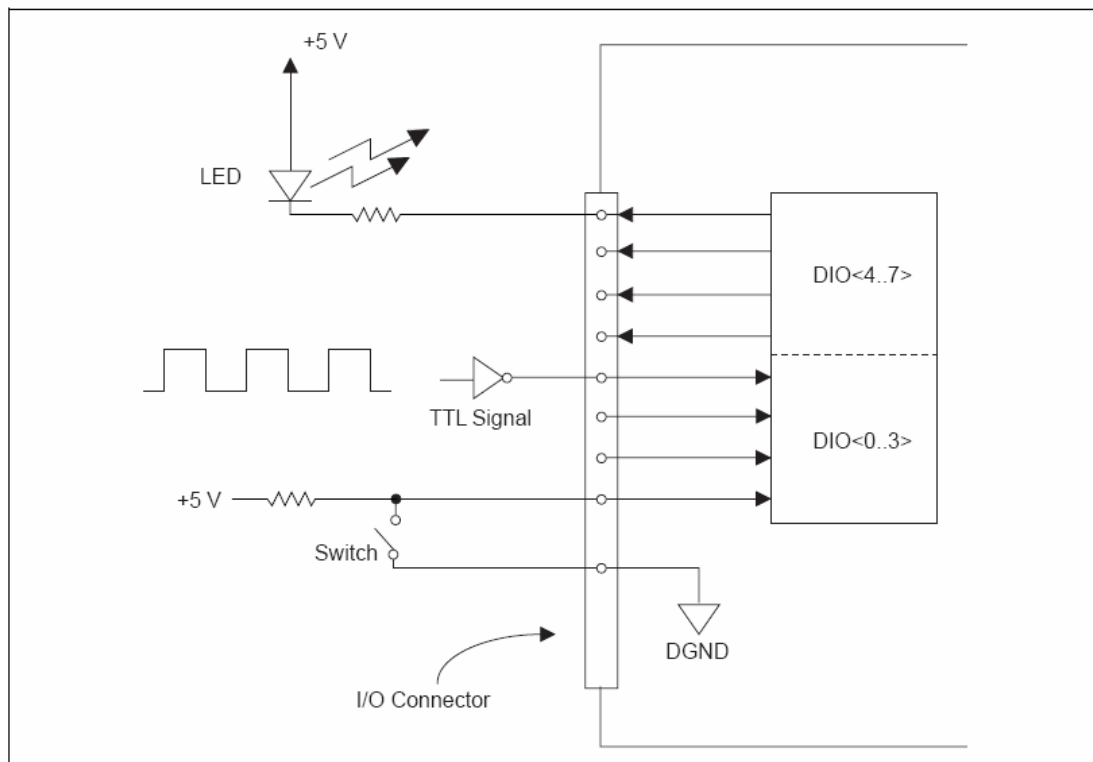 +5 V
LED
DIO<4..7>
TTL Signal
DIO<0..3>
+5 V
Switch
DGND
I/O Connector